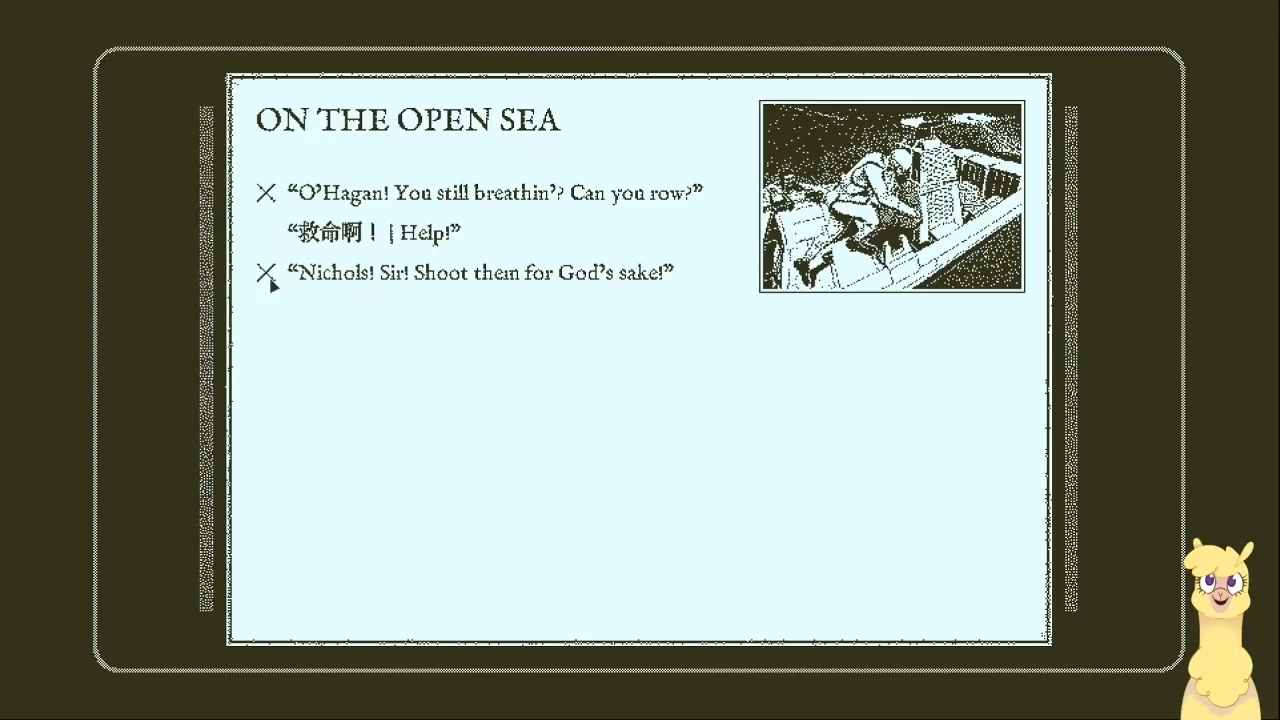 ON THE OPEN SEA
“O’Hagan! You still breathin’? Can you row?”
“救命啊！ | Help!”
“Nichols! Sir! Shoot them for God’s sake!”